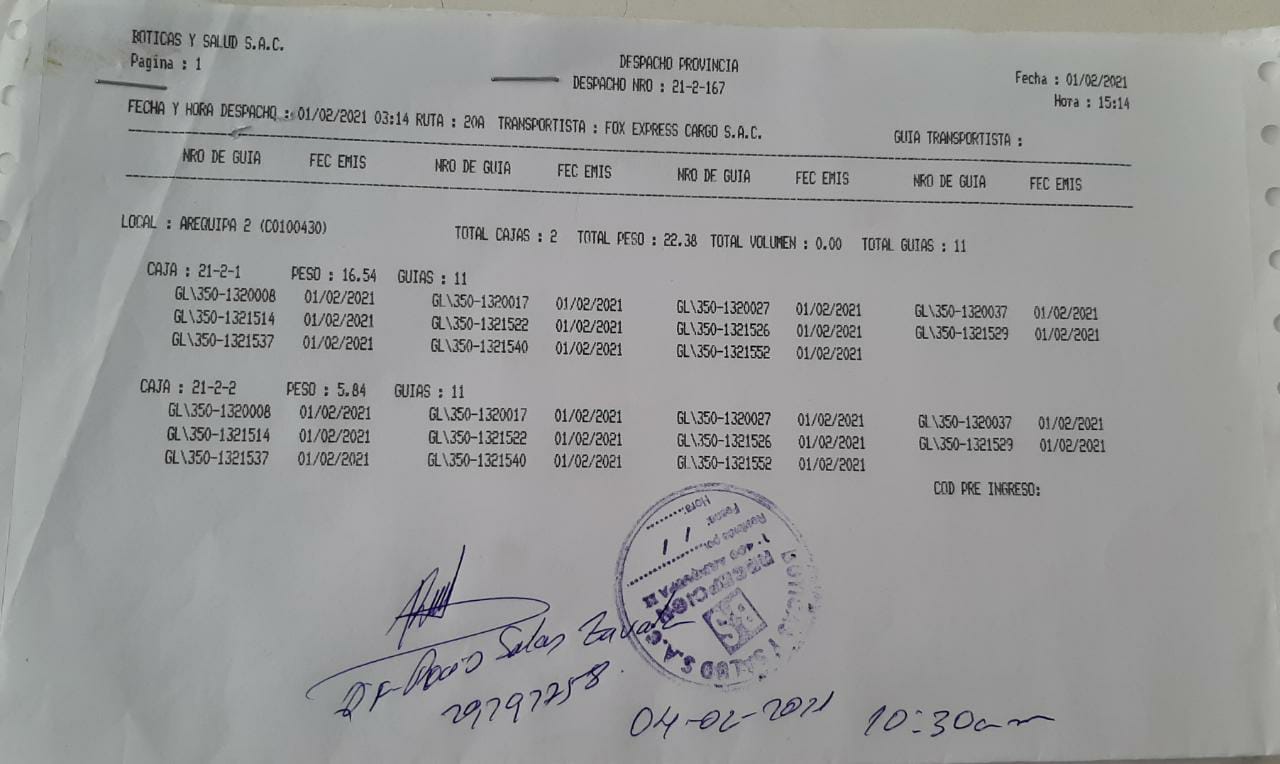 BOTICAS Y SALUD S.A.C.
Pagina : 1
DESPACHO PROVINCIA
DESPACHO NRO : 21-2-167
Fecha : 01/02/2021
Hora : 15:14
FECHA Y HORA DESPACHO : 01/02/2021 03:14 RUTA : 20A TRANSPORTISTA : FOX EXPRESS CARGO S.A.C. GUIA TRANSPORTISTA :
NRO DE GUIA FEC EMIS NRO DE GUIA FEC EMIS NRO DE GUIA FEC EMIS NRO DE GUIA FEC EMIS
LOCAL : AREQUIPA 2 (C0100430) TOTAL CAJAS : 2 TOTAL PESO : 22.38 TOTAL VOLUMEN : 0.00 TOTAL GUIAS : 11
CAJA : 21-2-1 PESO : 16.54 GUIAS : 11
GL\350-1320008 01/02/2021 GL\350-1320017 01/02/2021 GL\350-1320027 01/02/2021 GL\350-1320037 01/02/2021
GL\350-1321514 01/02/2021 GL\350-1321522 01/02/2021 GL\350-1321526 01/02/2021 GL\350-1321529 01/02/2021
GL\350-1321537 01/02/2021 GL\350-1321540 01/02/2021 GL\350-1321552 01/02/2021
CAJA : 21-2-2 PESO : 5.84 GUIAS : 11
GL\350-1320008 01/02/2021 GL\350-1320017 01/02/2021 GL\350-1320027 01/02/2021 GL\350-1320037 01/02/2021
GL\350-1321514 01/02/2021 GL\350-1321522 01/02/2021 GL\350-1321526 01/02/2021 GL\350-1321529 01/02/2021
GL\350-1321537 01/02/2021 GL\350-1321540 01/02/2021 GL\350-1321552 01/02/2021
COD PRE INGRESO:
BOTICAS Y SALUD S.A.C.
BS
RECEPCION
AREQUIPA II
Fecha: / /
Hora:
Salas
29797758
04-02-2021 10:30am